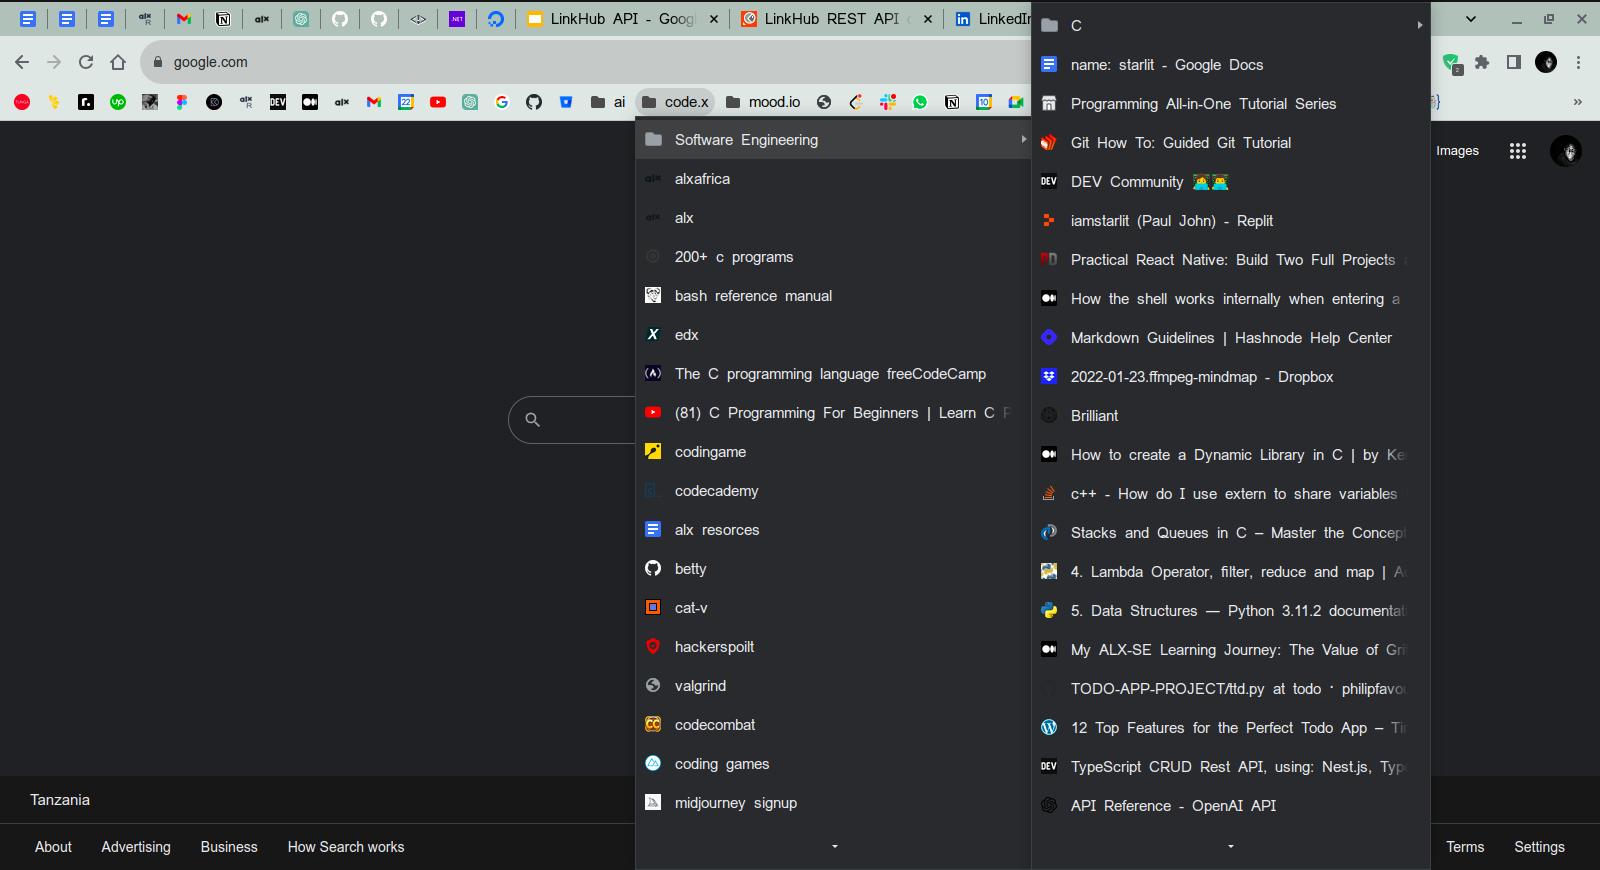 LinkHub API - Goog
LinkHub REST API
LinkedIn
google.com
ai
code.x
mood.io
Images
Software Engineering
alxafrica
alx
200+ c programs
bash reference manual
edx
The C programming language freeCodeCamp
(81) C Programming For Beginners | Learn C P
codingame
codecademy
alx resorces
betty
cat-v
hackerspoilt
valgrind
codecombat
coding games
midjourney signup
C
name: starlit - Google Docs
Programming All-in-One Tutorial Series
Git How To: Guided Git Tutorial
DEV Community 👩‍💻👨‍💻
iamstarlit (Paul John) - Replit
Practical React Native: Build Two Full Projects a
How the shell works internally when entering a
Markdown Guidelines | Hashnode Help Center
2022-01-23.ffmpeg-mindmap - Dropbox
Brilliant
How to create a Dynamic Library in C | by Ke
c++ - How do I use extern to share variables
Stacks and Queues in C – Master the Concept
4. Lambda Operator, filter, reduce and map | A
5. Data Structures — Python 3.11.2 documentat
My ALX-SE Learning Journey: The Value of Gri
TODO-APP-PROJECT/ttd.py at todo · philipfavou
12 Top Features for the Perfect Todo App – Ti
TypeScript CRUD Rest API, using: Nest.js, Typ
API Reference - OpenAI API
Tanzania
About
Advertising
Business
How Search works
Terms
Settings